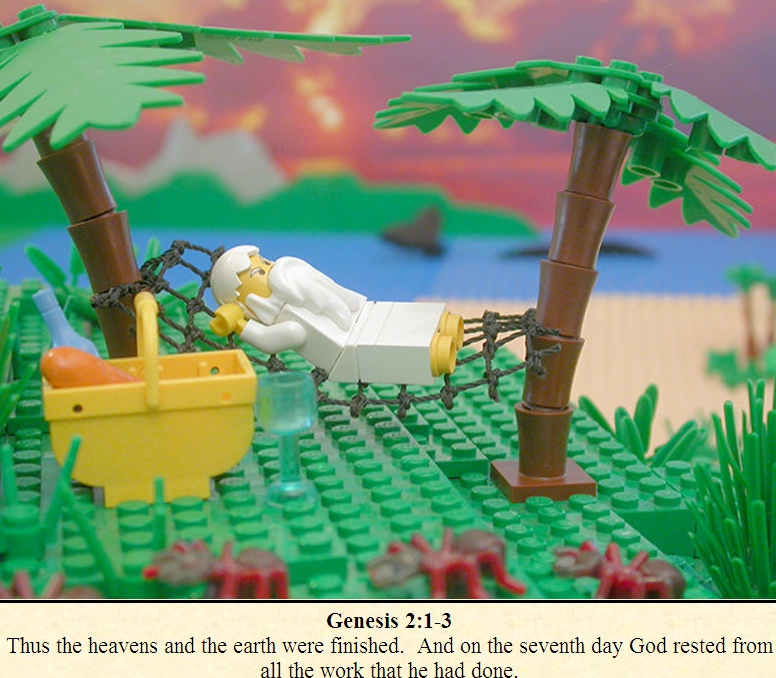 Genesis 2:1-3
Thus the heavens and the earth were finished.  And on the seventh day God rested from
all the work that he had done.